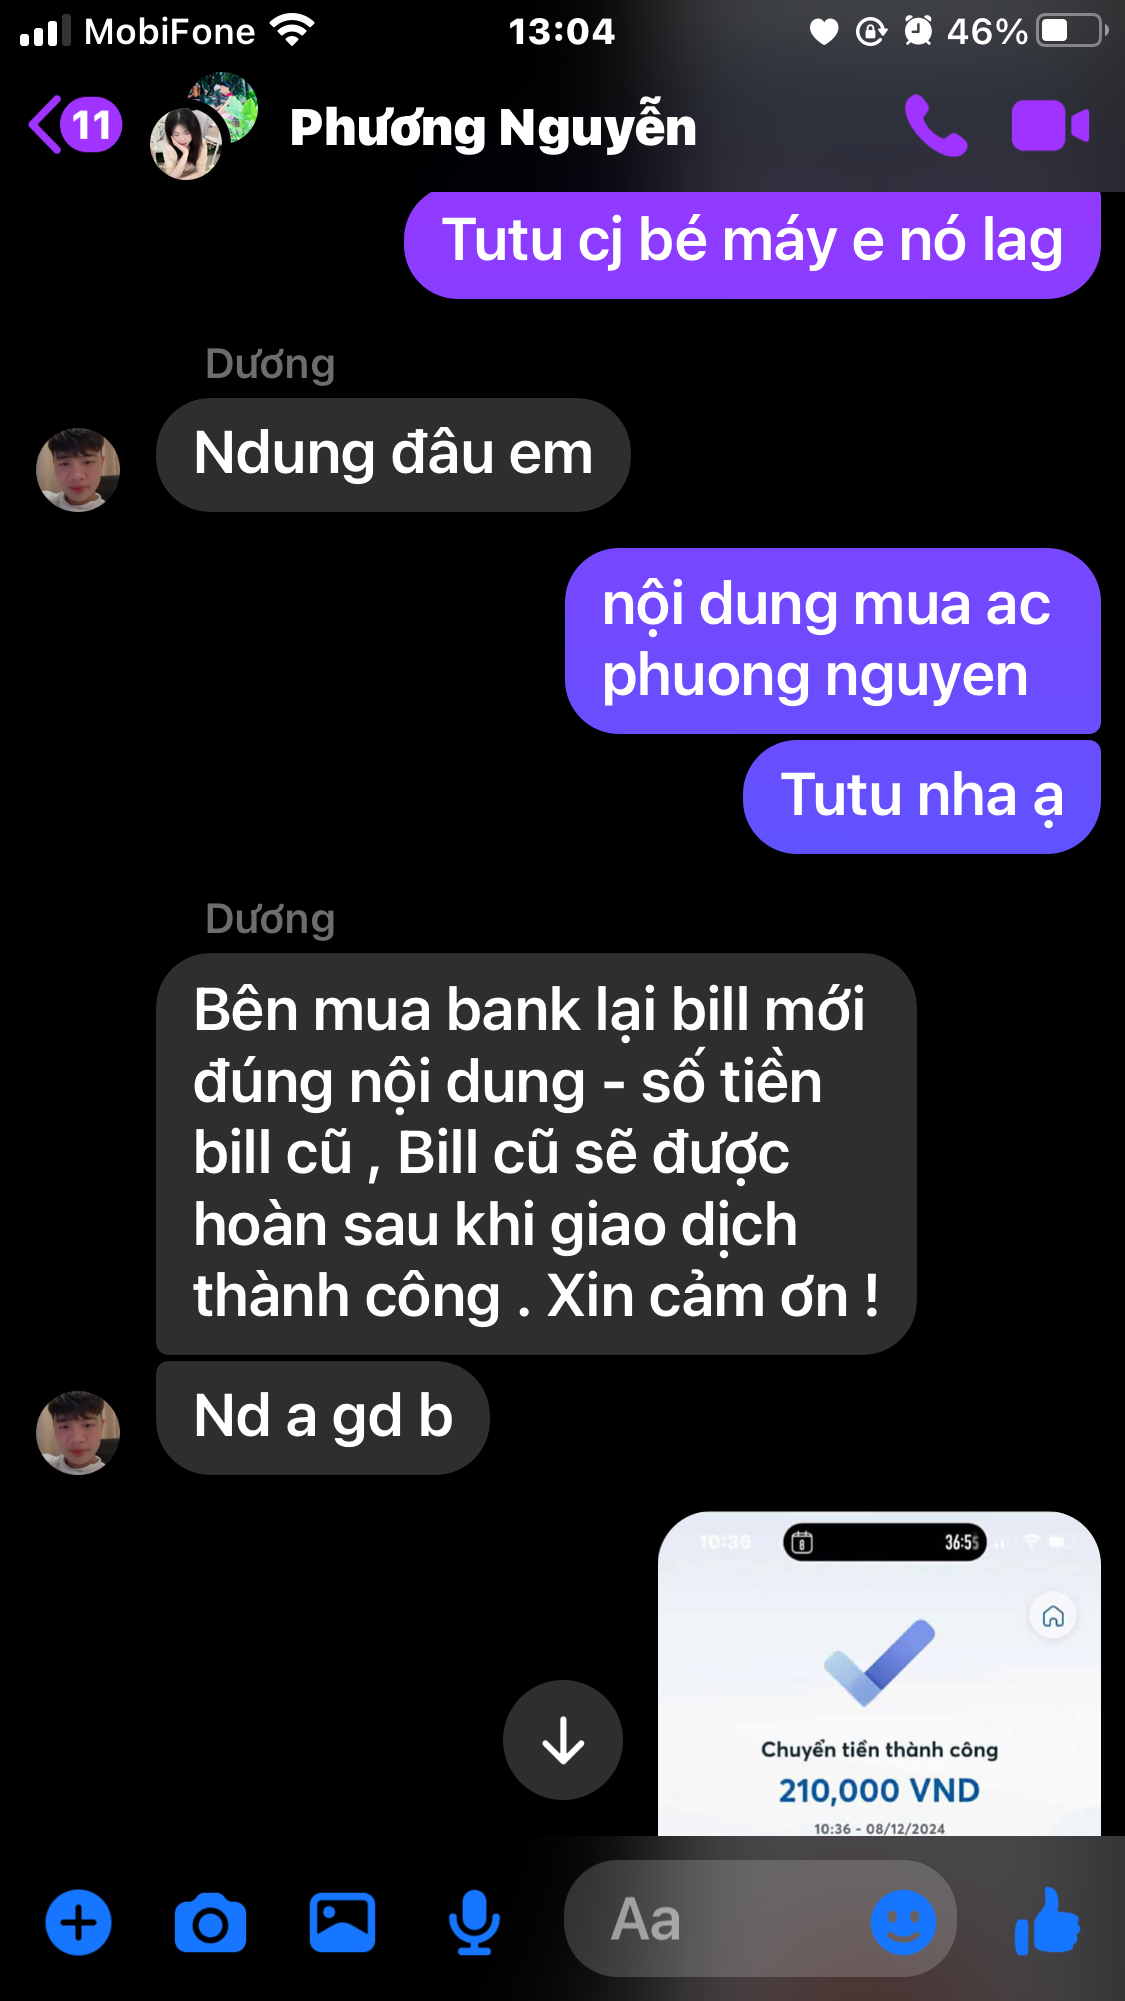 MobiFone 13:04 46%
11 Phương Nguyễn
Tutu cj bé máy e nó lag
Dương
Ndung đâu em
nội dung mua ac
phuong nguyen
Tutu nha ạ
Dương
Bên mua bank lại bill mới
đúng nội dung - số tiền
bill cũ , Bill cũ sẽ được
hoàn sau khi giao dịch
thành công . Xin cảm ơn !
Nd a gd b
10:36 8 36:55
Chuyển tiền thành công
210,000 VND
10:36 - 08/12/2024
Aa